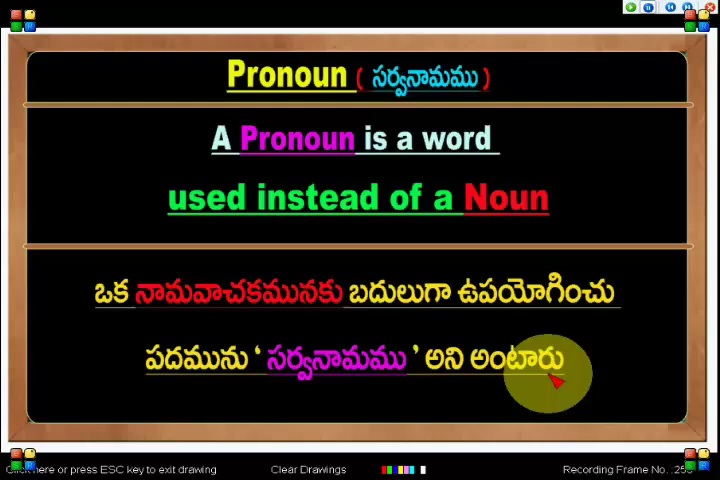 Pronoun ( సర్వనామము )
A Pronoun is a word
used instead of a Noun
ఒక నామవాచకమునకు బదులుగా ఉపయోగించు
పదమును ‘ సర్వనామము ’ అని అంటారు
Click here or press ESC key to exit drawing Clear Drawings Recording Frame No. :